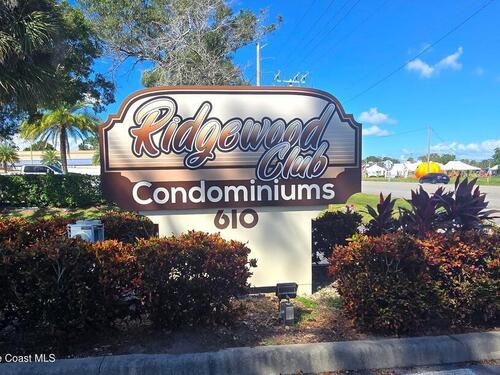 Ridgewood
Club
Condominiums
610
Coast MLS